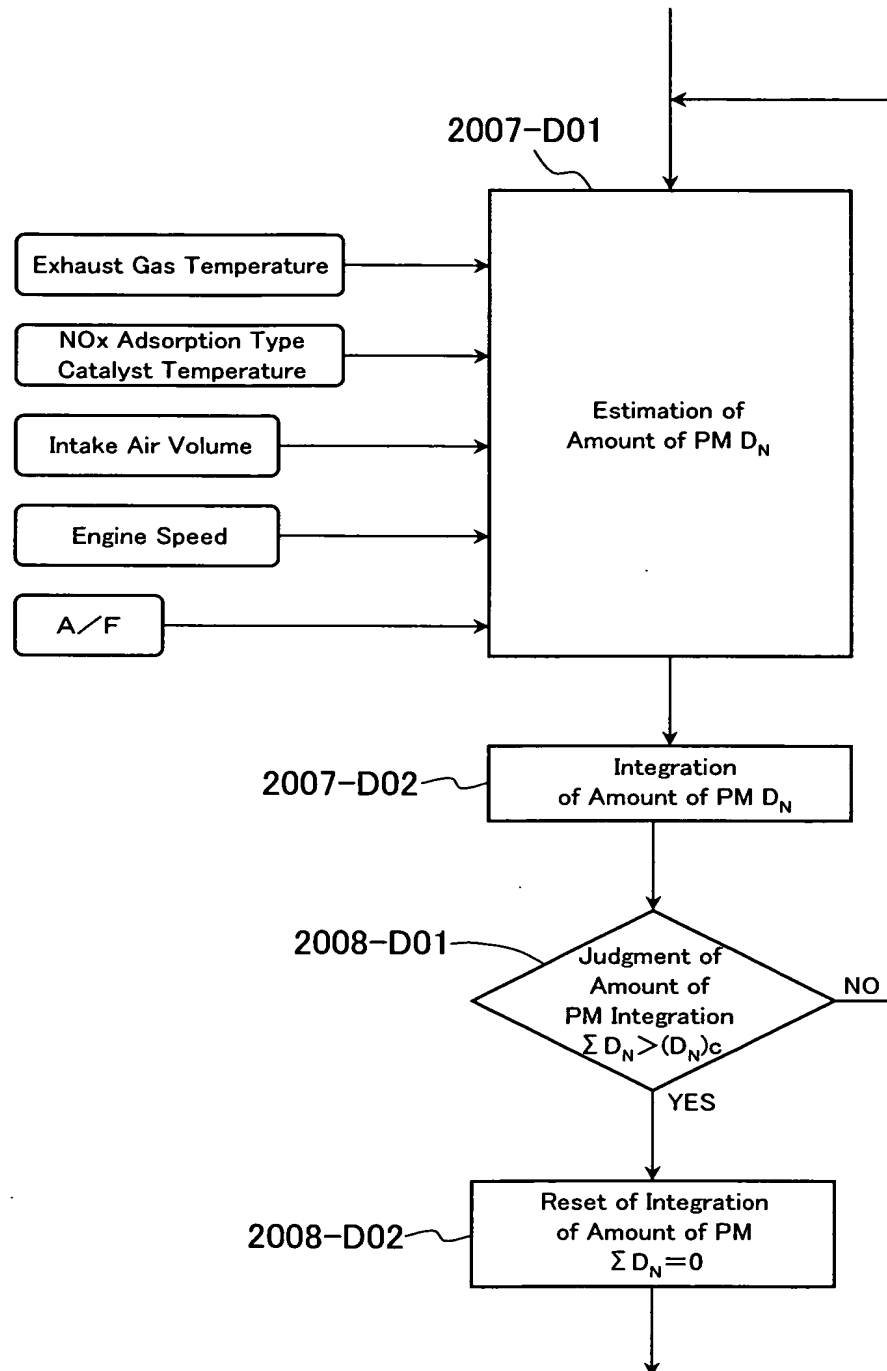 2007-D01
Exhaust Gas Temperature
NOx Adsorption Type
Catalyst Temperature
Intake Air Volume
Engine Speed
A/F
Estimation of
Amount of PM D_N
2007-D02
Integration
of Amount of PM D_N
2008-D01
Judgment of
Amount of
PM Integration
Σ D_N>(D_N)c
NO
YES
2008-D02
Reset of Integration
of Amount of PM
Σ D_N=0